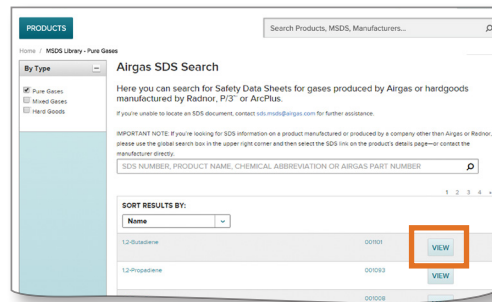 PRODUCTS
Search Products, MSDS, Manufacturers...
Home / MSDS Library - Pure Gases
By Type
Airgas SDS Search
Pure Gases
Mixed Gases
Hard Goods
Here you can search for Safety Data Sheets for gases produced by Airgas or hardgoods
manufactured by Radnor, P/3™ or ArcPlus.
If you're unable to locate an SDS document, contact sds.msds@airgas.com for further assistance.
IMPORTANT NOTE: If you're looking for SDS information on a product manufactured or produced by a company other than Airgas or Radnor,
please use the global search box in the upper right corner and then select the SDS link on the product's details page—or contact the
manufacturer directly.
SDS NUMBER, PRODUCT NAME, CHEMICAL ABBREVIATION OR AIRGAS PART NUMBER
1 2 3 4 »
SORT RESULTS BY:
Name
1,2-Butadiene 001101 VIEW
1,2-Propadiene 001093 VIEW
001008